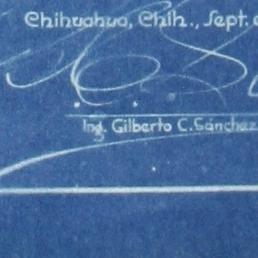 Chihuahua, Chih., Sept.
Ing. Gilberto C. Sánchez